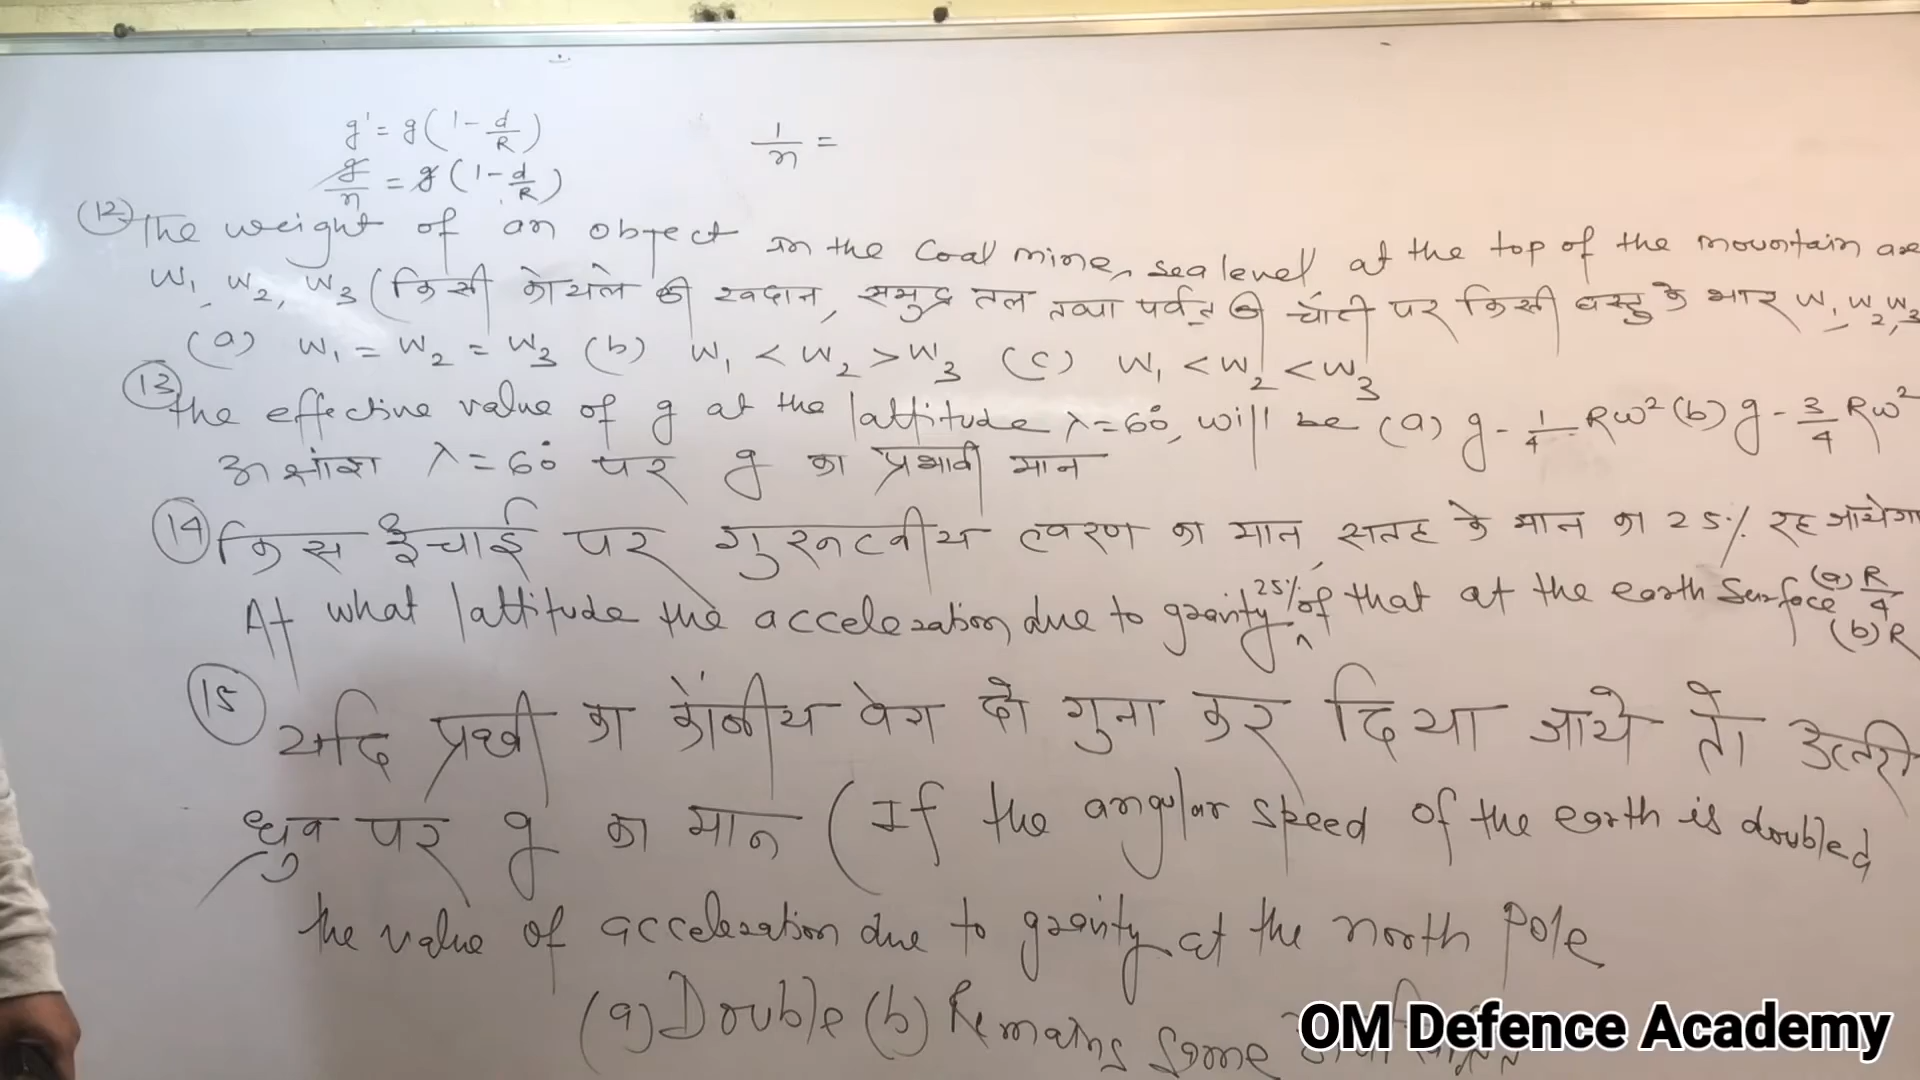 g' = g(1 - d/R)
1/n =
g/n = g(1 - d/R)
(12) The weight of an object in the coal mine, sea level at the top of the mountain are
W₁, W₂, W₃ (किसी कोयले की खदान, समुद्र तल तथा पर्वत की चोंटी पर किसी वस्तु के भार W₁, W₂, W₃
(a) W₁ = W₂ = W₃ (b) W₁ < W₂ > W₃ (c) W₁ < W₂ < W₃
(13) The effective value of g at the lattitude λ = 60°, will be (a) g - 1/4 Rω² (b) g - 3/4 Rω²
अक्षांश λ = 60° पर g का प्रभावी मान
(14) किस ऊँचाई पर गुरुत्वीय त्वरण का मान, सतह के मान का 25% रह जायेगा
At what lattitude the acceleration due to gravity 25% of that at the earth surface (a) R/4
(b) R
(15) यदि पृथ्वी का कोंणीय वेग दो गुना कर दिया जाये तो उत्तरी
ध्रुव पर g का मान (If the angular speed of the earth is doubled
the value of acceleration due to gravity at the north pole
(a) Double (b) Remains same
OM Defence Academy